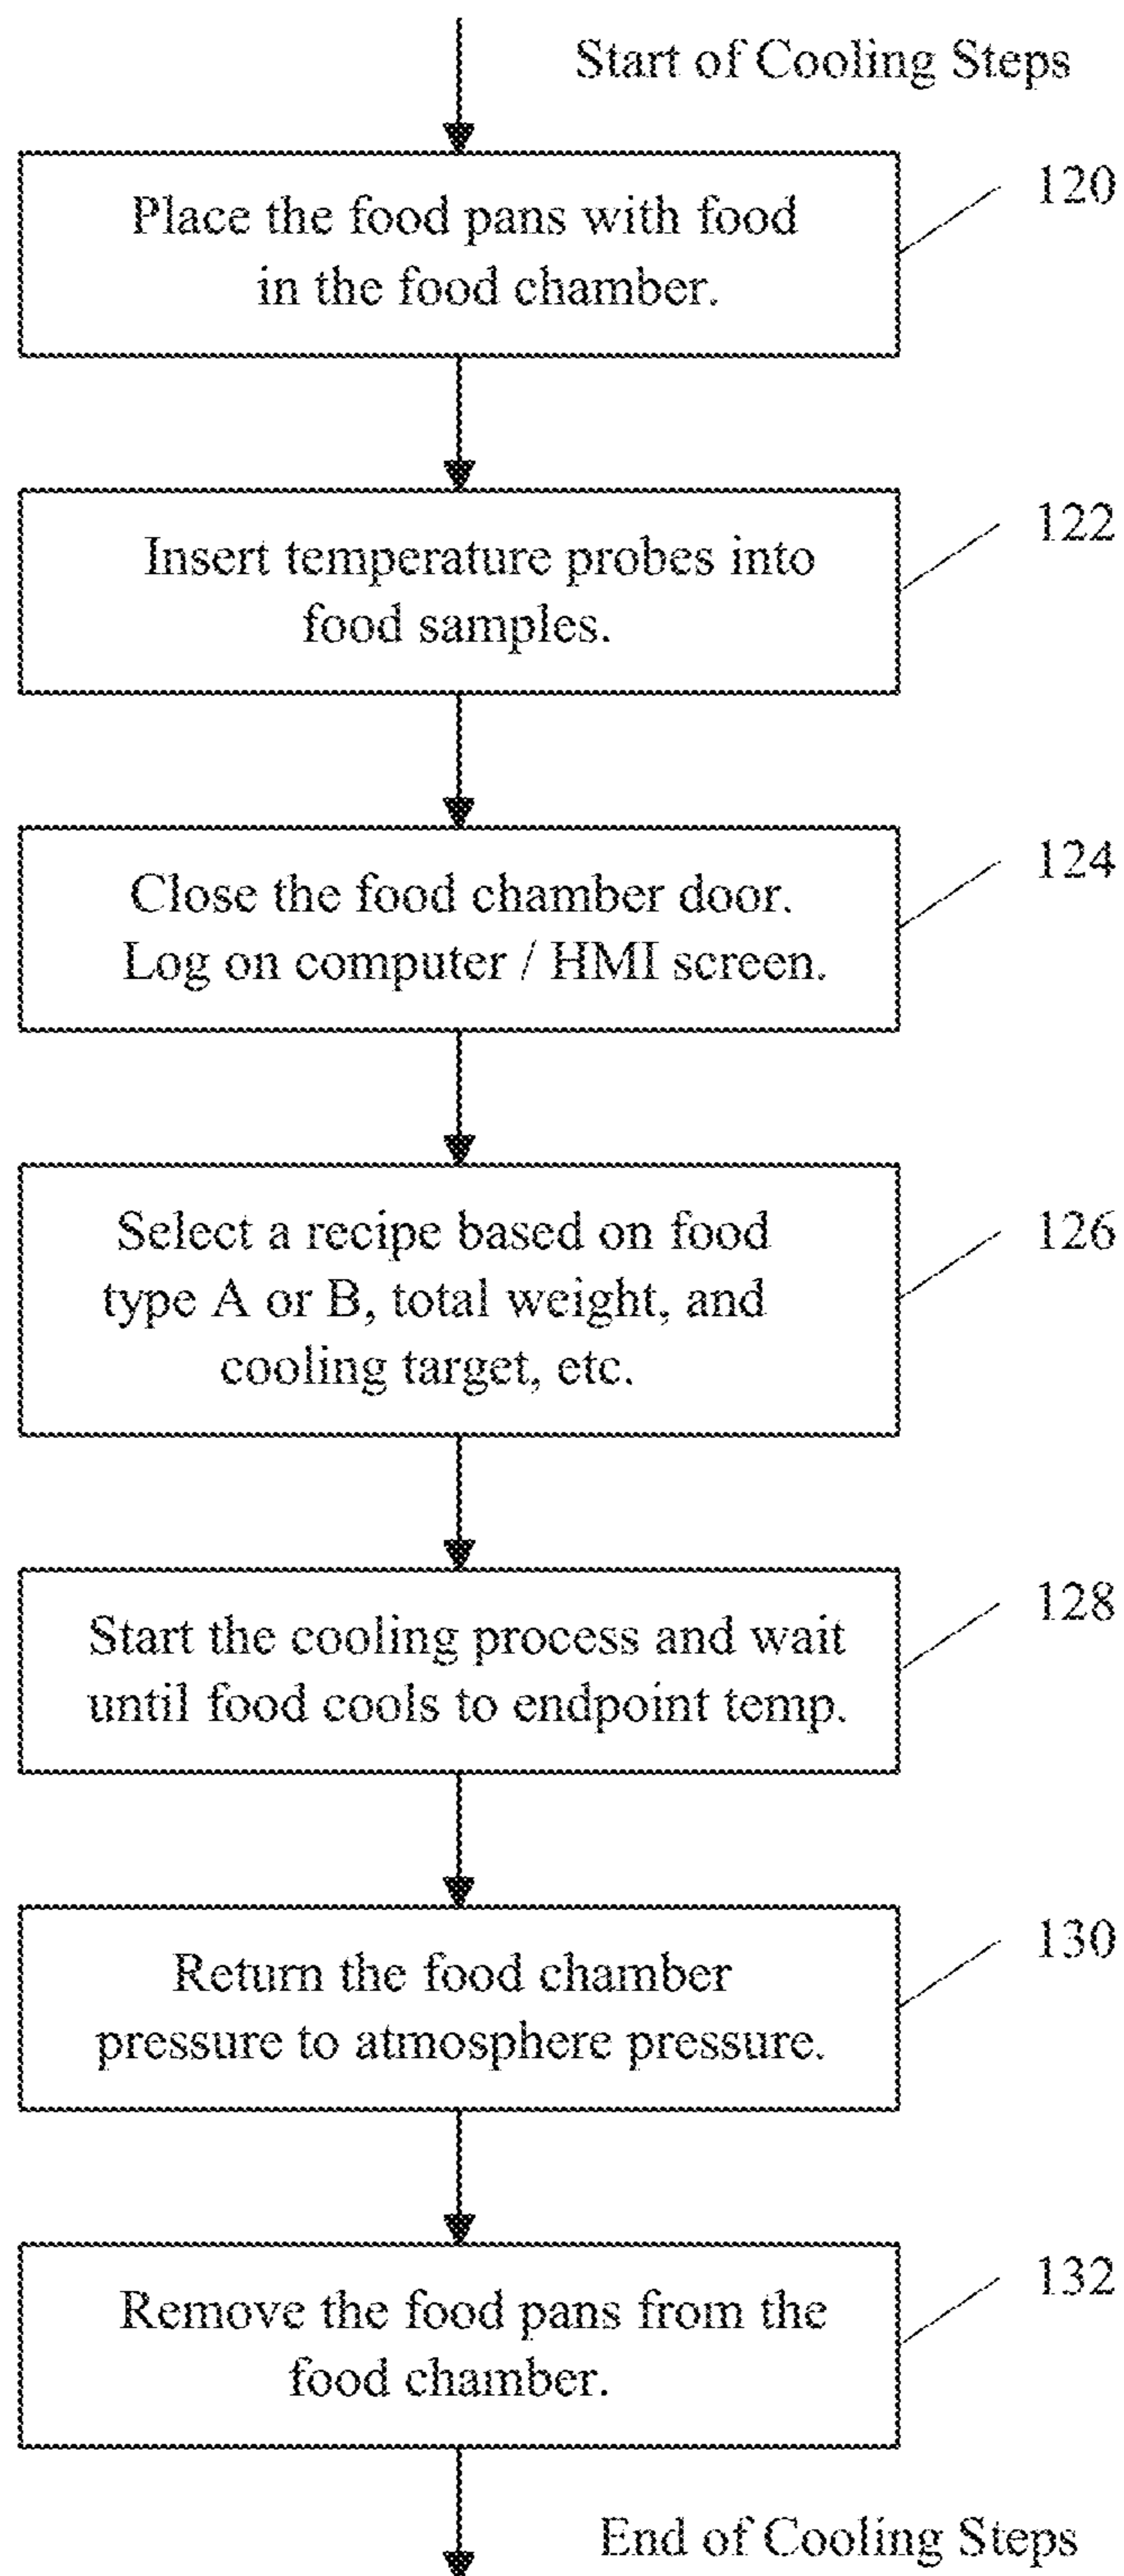 Start of Cooling Steps
120
Place the food pans with food
in the food chamber.
122
Insert temperature probes into
food samples.
124
Close the food chamber door.
Log on computer / HMI screen.
126
Select a recipe based on food
type A or B, total weight, and
cooling target, etc.
128
Start the cooling process and wait
until food cools to endpoint temp.
130
Return the food chamber
pressure to atmosphere pressure.
132
Remove the food pans from the
food chamber.
End of Cooling Steps